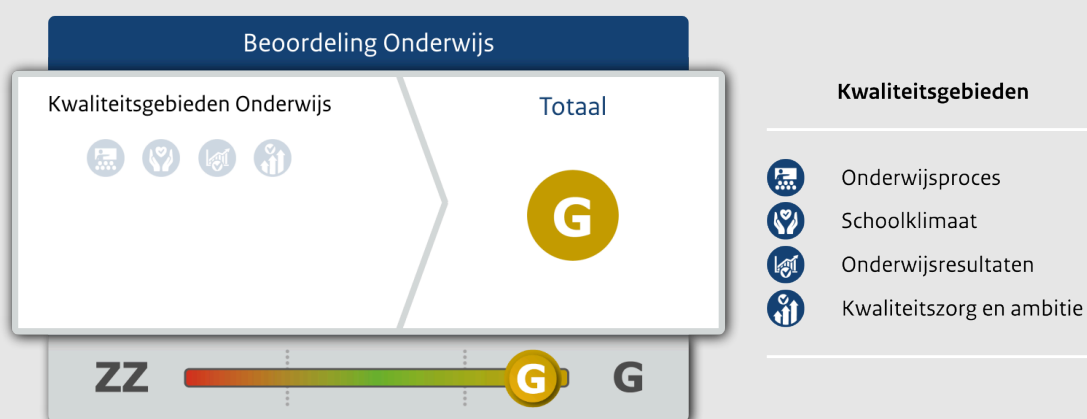 Beoordeling Onderwijs
Kwaliteitsgebieden Onderwijs
Totaal
G
ZZ
G
G
Kwaliteitsgebieden
Onderwijsproces
Schoolklimaat
Onderwijsresultaten
Kwaliteitszorg en ambitie